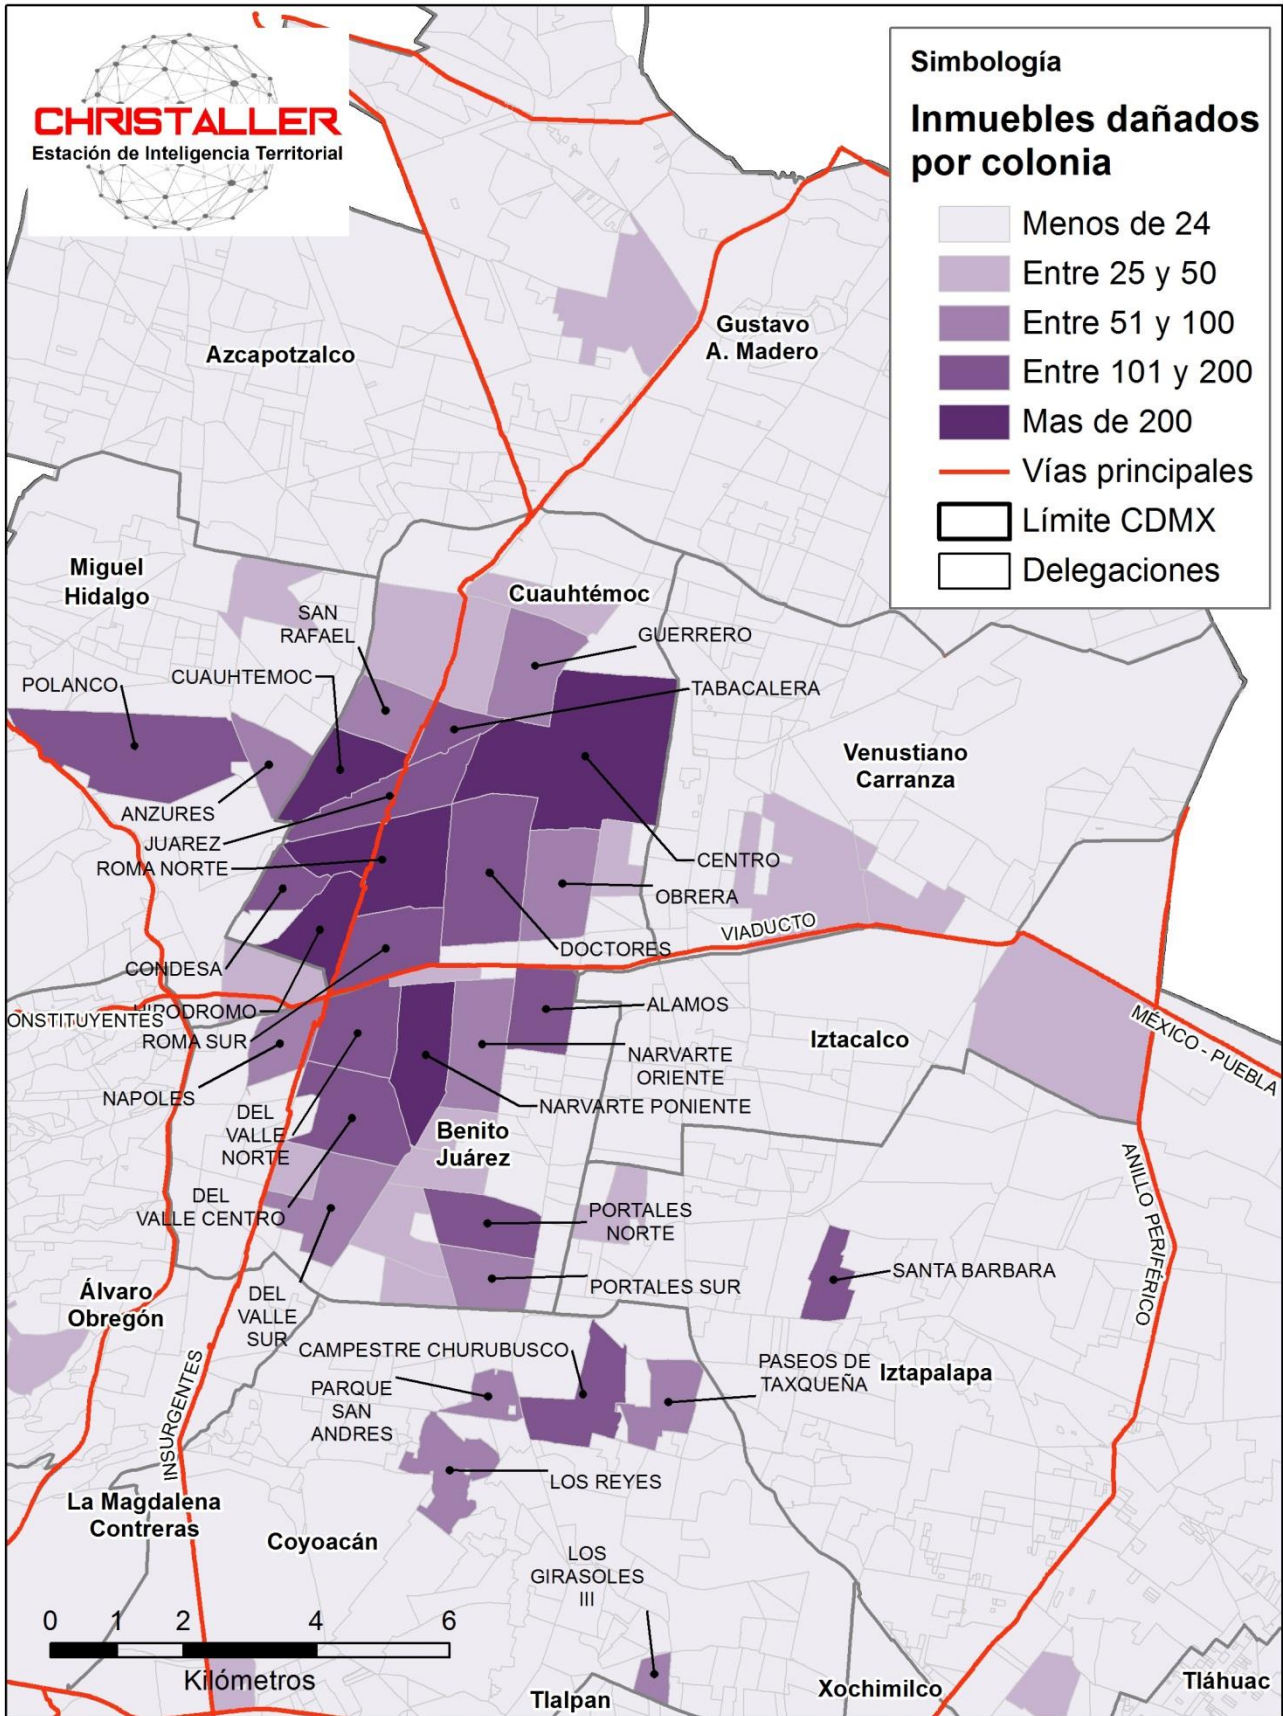 CHRISTALLER
Estación de Inteligencia Territorial
Simbología
Inmuebles dañados
por colonia
Menos de 24
Entre 25 y 50
Entre 51 y 100
Entre 101 y 200
Mas de 200
Vías principales
Límite CDMX
Delegaciones
Gustavo
A. Madero
Azcapotzalco
Miguel
Hidalgo
Cuauhtémoc
SAN
RAFAEL
GUERRERO
CUAUHTEMOC
POLANCO
TABACALERA
Venustiano
Carranza
ANZURES
JUAREZ
ROMA NORTE
CENTRO
OBRERA
VIADUCTO
DOCTORES
CONDESA
HIPODROMO
ONSTITUYENTES
ROMA SUR
ALAMOS
MÉXICO - PUEBLA
Iztacalco
NARVARTE
ORIENTE
NAPOLES
NARVARTE PONIENTE
DEL
VALLE
NORTE
Benito
Juárez
ANILLO PERIFÉRICO
DEL
VALLE CENTRO
PORTALES
NORTE
SANTA BARBARA
PORTALES SUR
Álvaro
Obregón
DEL
VALLE
SUR
CAMPESTRE CHURUBUSCO
PASEOS DE
TAXQUEÑA
Iztapalapa
PARQUE
SAN
ANDRES
INSURGENTES
LOS REYES
La Magdalena
Contreras
Coyoacán
LOS
GIRASOLES
III
0 1 2 4 6
Kilómetros
Tlalpan
Xochimilco
Tláhuac